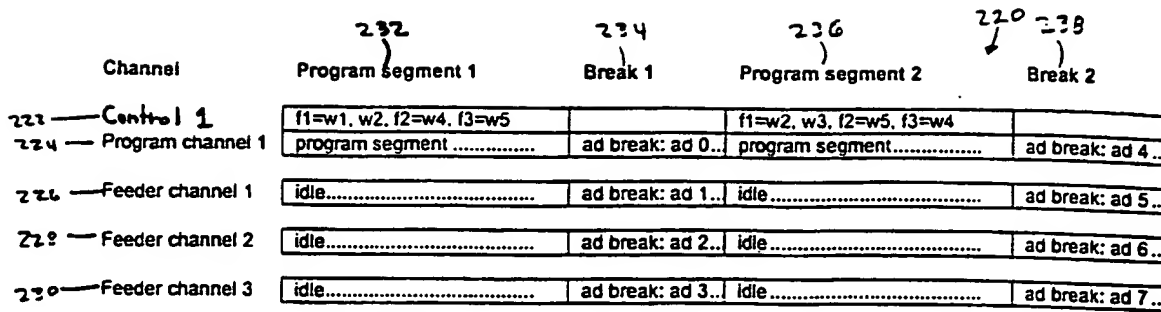 232 234 236 220 238
Channel Program segment 1 Break 1 Program segment 2 Break 2
222 Control 1 f1=w1, w2, f2=w4, f3=w5 f1=w2, w3, f2=w5, f3=w4
224 Program channel 1 program segment ................ ad break: ad 0.. program segment................. ad break: ad 4..
226 Feeder channel 1 idle................................... ad break: ad 1.. idle................................... ad break: ad 5..
228 Feeder channel 2 idle................................... ad break: ad 2.. idle................................... ad break: ad 6..
230 Feeder channel 3 idle................................... ad break: ad 3.. idle................................... ad break: ad 7..